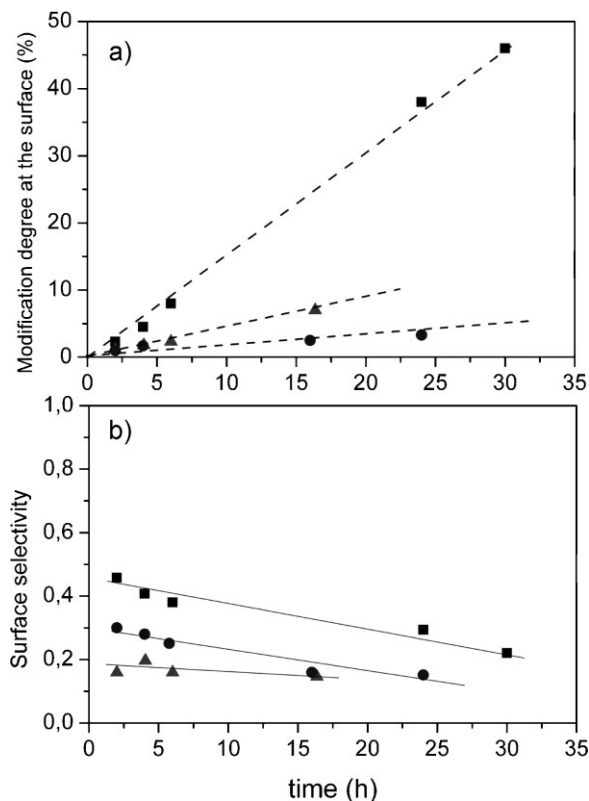 a)
Modification degree at the surface (%)
50
40
30
20
10
0
0 5 10 15 20 25 30 35
b)
Surface selectivity
1,0
0,8
0,6
0,4
0,2
0,0
0 5 10 15 20 25 30 35
time (h)